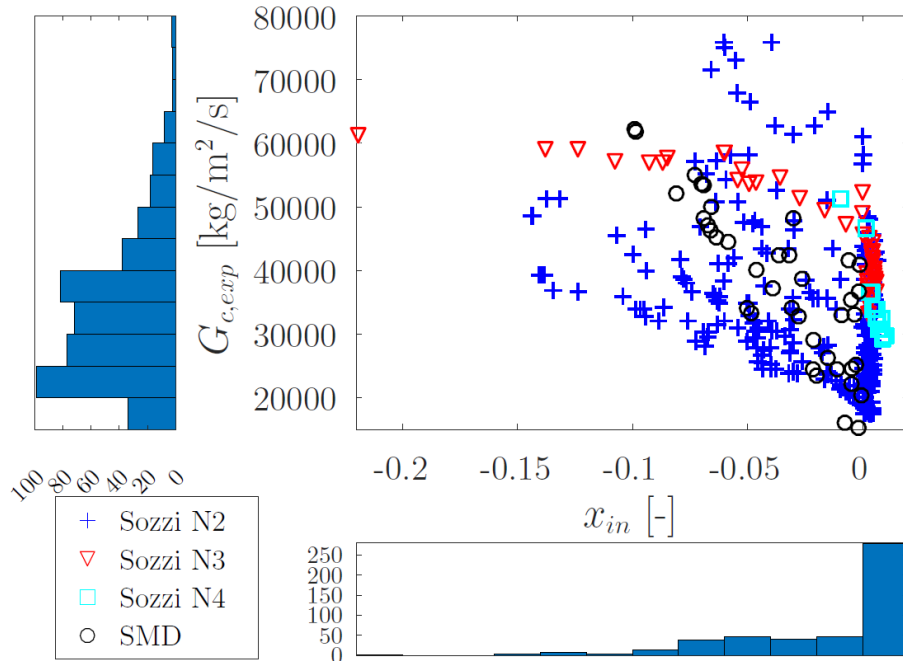 80000
70000
60000
50000
40000
30000
20000
G_{c,exp} [kg/m²/s]
-0.2 -0.15 -0.1 -0.05 0
x_{in} [-]
100 80 60 40 20 0
Sozzi N2
Sozzi N3
Sozzi N4
SMD
250
200
150
100
50
0